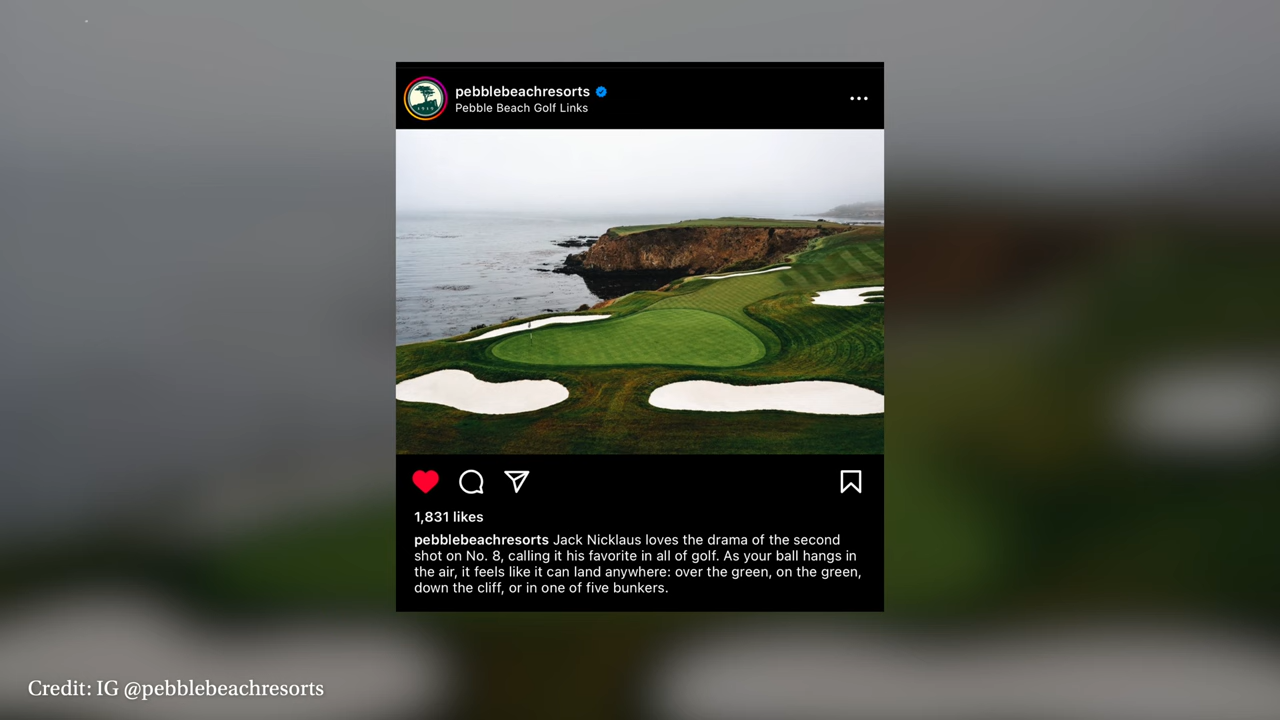 pebblebeachresorts
Pebble Beach Golf Links
1,831 likes
pebblebeachresorts Jack Nicklaus loves the drama of the second
shot on No. 8, calling it his favorite in all of golf. As your ball hangs in
the air, it feels like it can land anywhere: over the green, on the green,
down the cliff, or in one of five bunkers.
Credit: IG @pebblebeachresorts